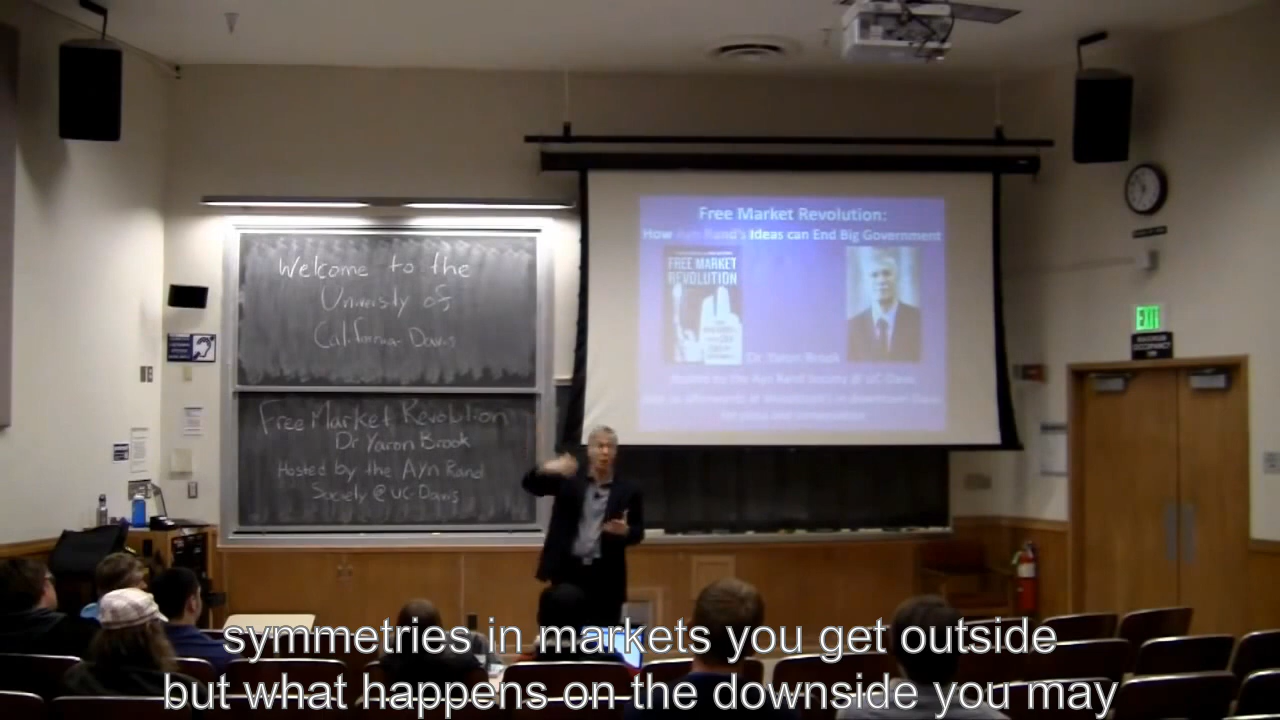 Welcome to the
University of
California-Davis
Free Market Revolution
Dr Yaron Brook
Hosted by the Ayn Rand
Society @ UC-Davis
Free Market Revolution:
How Ayn Rand's Ideas can End Big Government
FREE MARKET
REVOLUTION
Dr. Yaron Brook
Hosted by the Ayn Rand Society @ UC Davis
EXIT
symmetries in markets you get outside
but what happens on the downside you may